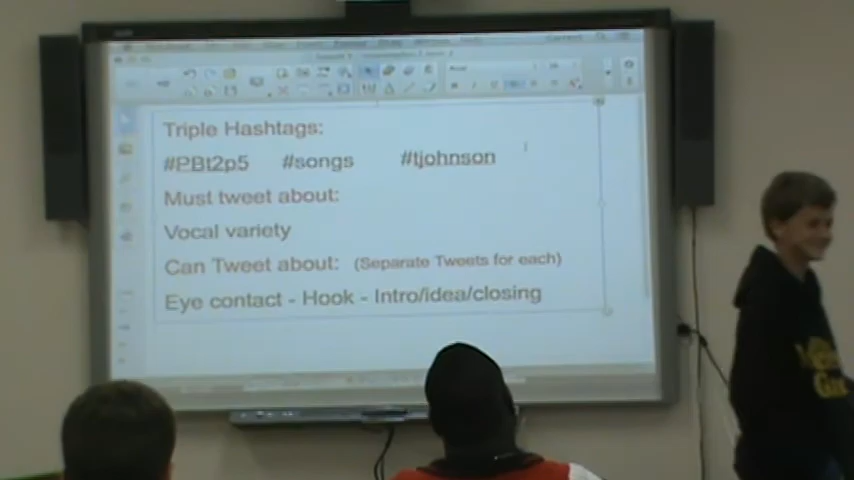 Triple Hashtags:
#PBt2p5 #songs #tjohnson
Must tweet about:
Vocal variety
Can Tweet about: (Separate Tweets for each)
Eye contact - Hook - Intro/idea/closing